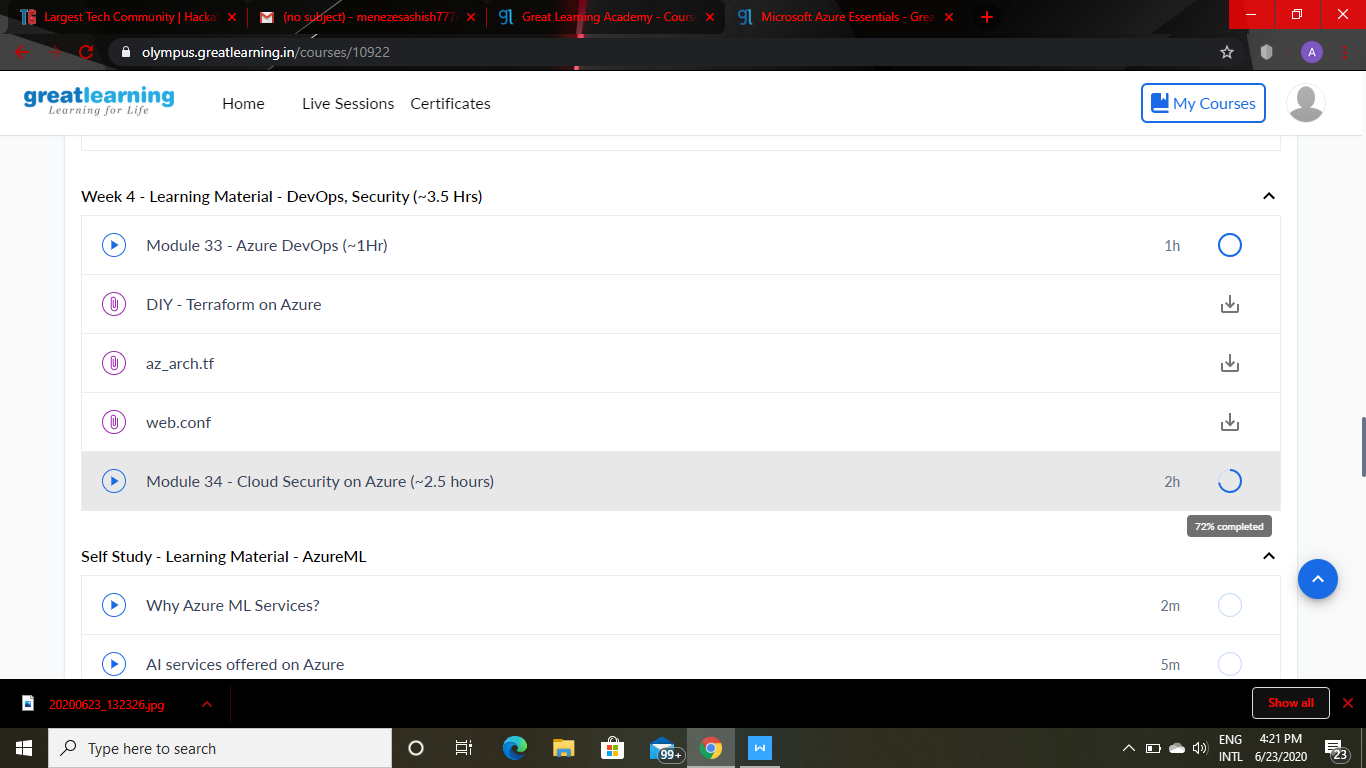 Largest Tech Community | Hacka
(no subject) - menezesashish777
Great Learning Academy - Course
Microsoft Azure Essentials - Grea
olympus.greatlearning.in/courses/10922
A
greatlearning
Learning for Life
Home
Live Sessions
Certificates
My Courses
Week 4 - Learning Material - DevOps, Security (~3.5 Hrs)
Module 33 - Azure DevOps (~1Hr)
1h
DIY - Terraform on Azure
az_arch.tf
web.conf
Module 34 - Cloud Security on Azure (~2.5 hours)
2h
72% completed
Self Study - Learning Material - AzureML
Why Azure ML Services?
2m
AI services offered on Azure
5m
20200623_132326.jpg
Show all
Type here to search
99+
ENG
INTL
4:21 PM
6/23/2020
23